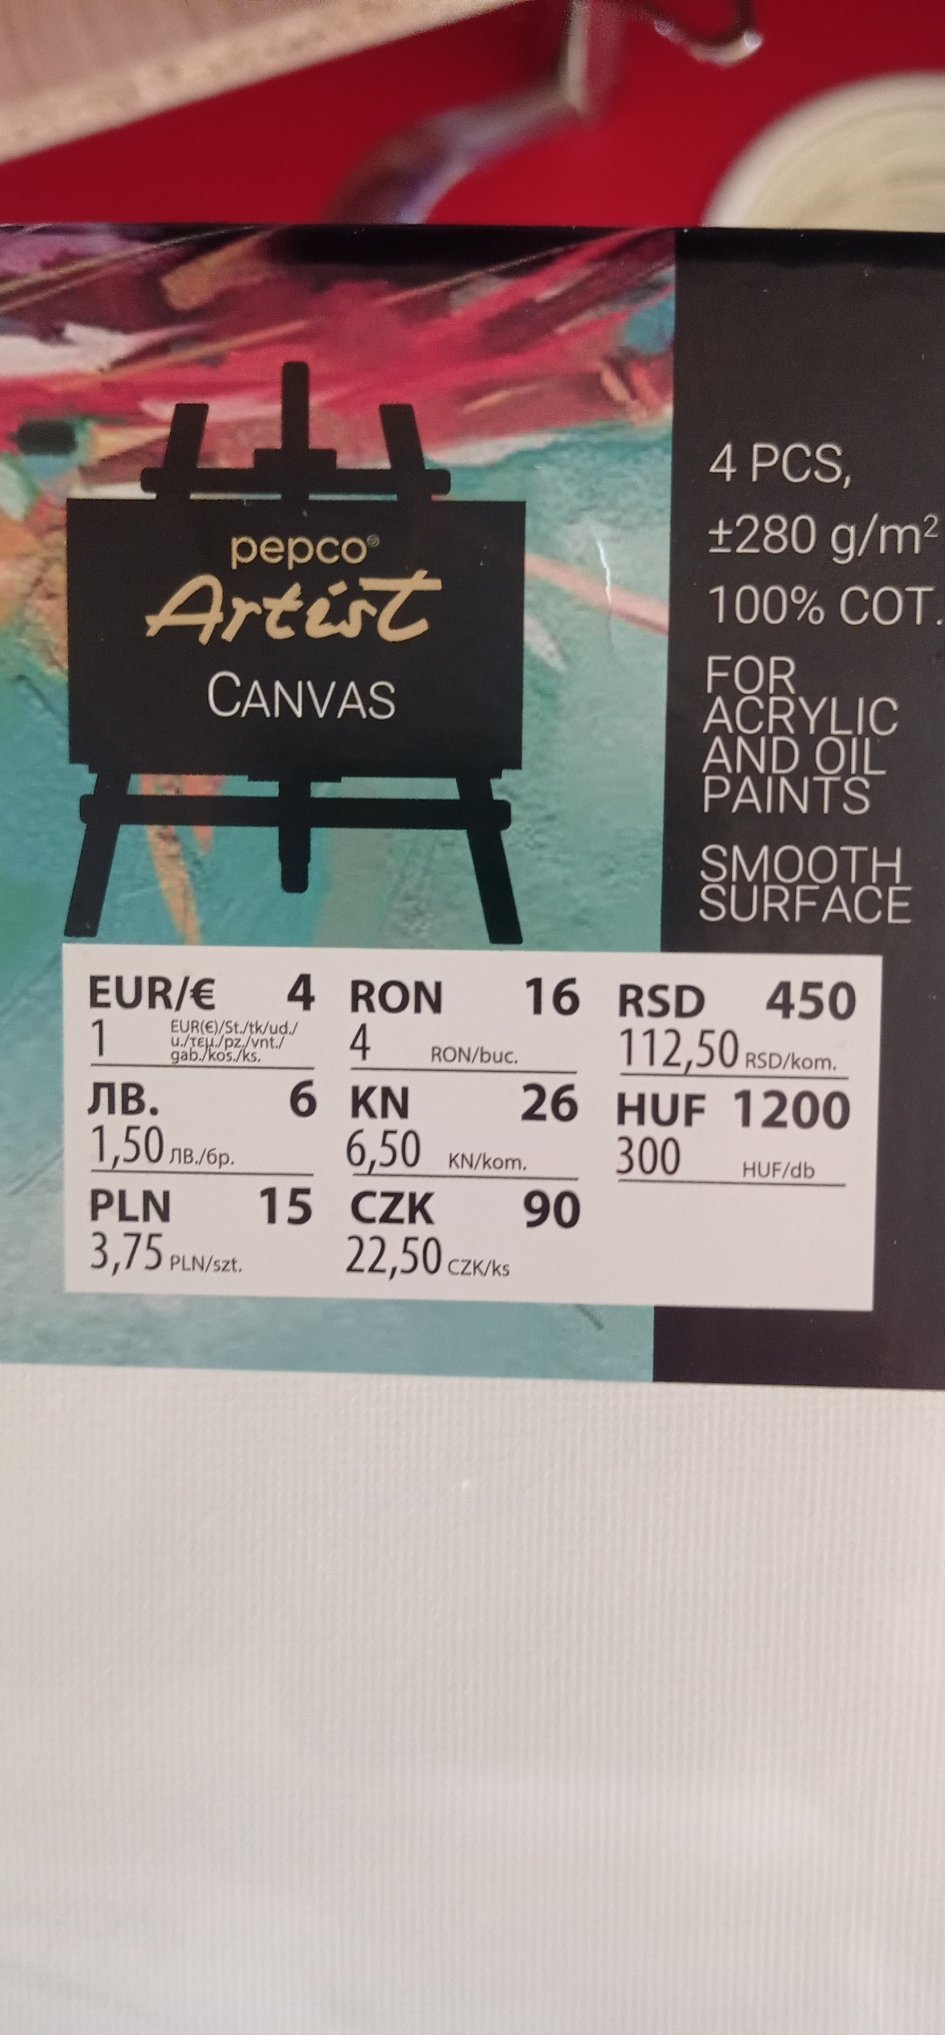 pepco®
Artist
CANVAS
4 PCS,
±280 g/m²
100% COT.
FOR
ACRYLIC
AND OIL
PAINTS
SMOOTH
SURFACE
EUR/€ 4
1 EUR(€)/St./tk/ud./
u./τεμ./pz./vnt./
gab./kos./ks.
RON 16
4 RON/buc.
RSD 450
112,50 RSD/kom.
ЛВ. 6
1,50 ЛВ./бр.
KN 26
6,50 KN/kom.
HUF 1200
300 HUF/db
PLN 15
3,75 PLN/szt.
CZK 90
22,50 CZK/ks